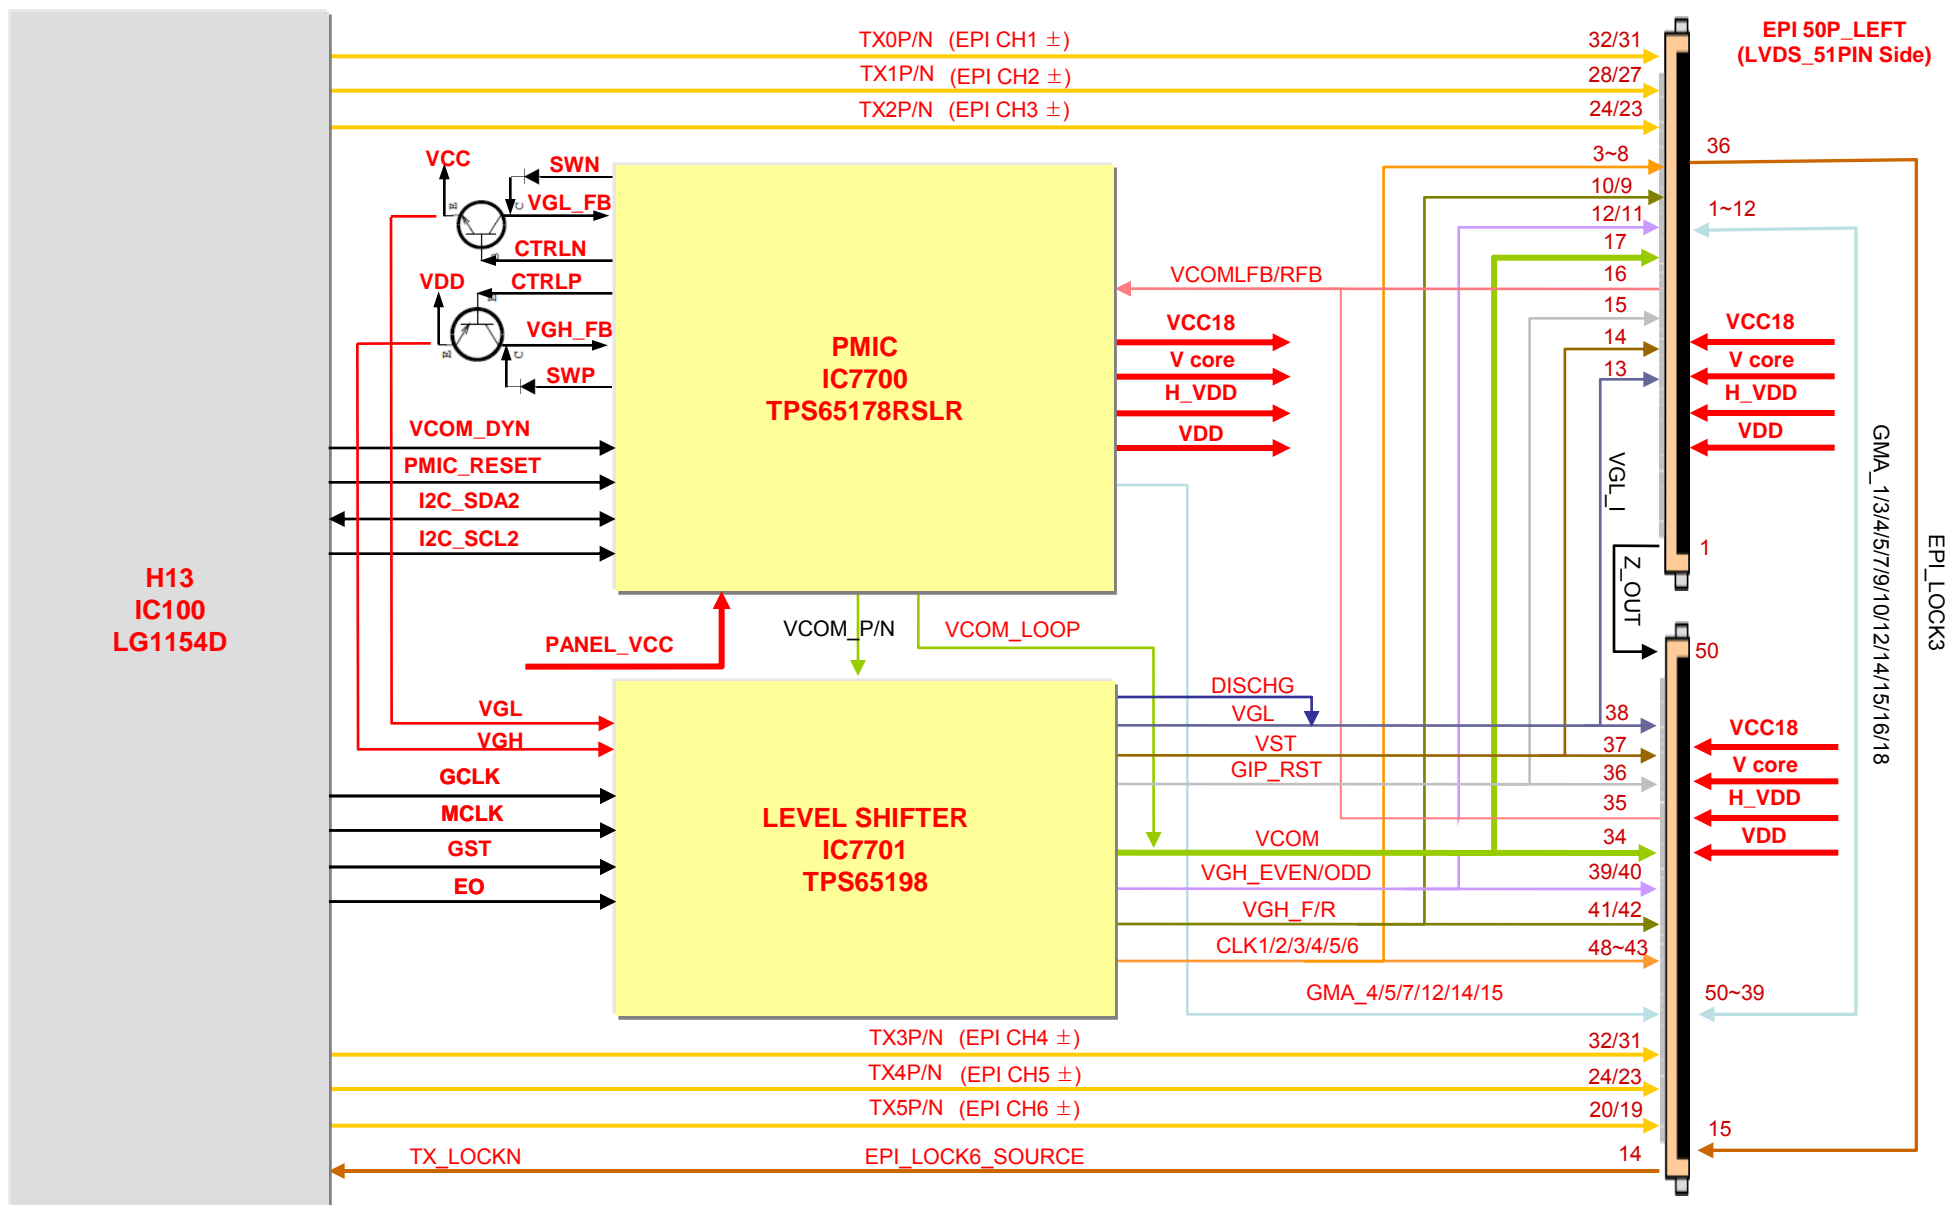 TX0P/N (EPI CH1 ±)
32/31
EPI 50P_LEFT
(LVDS_51PIN Side)
TX1P/N (EPI CH2 ±)
28/27
TX2P/N (EPI CH3 ±)
24/23
36
VCC
SWN
3~8
VGL_FB
10/9
E
C
12/11
1~12
CTRLN
B
17
VDD
CTRLP
B
VCOMLFB/RFB
16
15
VGH_FB
E
C
14
SWP
13
PMIC
IC7700
TPS65178RSLR
VCC18
V core
H_VDD
VDD
VCC18
V core
H_VDD
VDD
VCOM_DYN
PMIC_RESET
I2C_SDA2
I2C_SCL2
VGL_I
GMA_1/3/4/5/7/9/10/12/14/15/16/18
EPI_LOCK3
1
Z_OUT
50
H13
IC100
LG1154D
PANEL_VCC
VCOM_P/N
VCOM_LOOP
DISCHG
VGL
VGL
38
VGH
VST
37
GIP_RST
36
35
GCLK
MCLK
GST
EO
LEVEL SHIFTER
IC7701
TPS65198
VCOM
34
VGH_EVEN/ODD
39/40
VGH_F/R
41/42
CLK1/2/3/4/5/6
48~43
VCC18
V core
H_VDD
VDD
GMA_4/5/7/12/14/15
50~39
TX3P/N (EPI CH4 ±)
32/31
TX4P/N (EPI CH5 ±)
24/23
TX5P/N (EPI CH6 ±)
20/19
15
TX_LOCKN
EPI_LOCK6_SOURCE
14